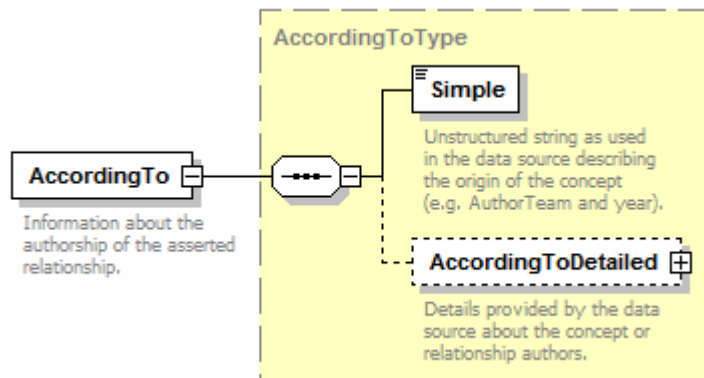 AccordingToType
Simple
Unstructured string as used
in the data source describing
the origin of the concept
(e.g. AuthorTeam and year).
AccordingTo
Information about the
authorship of the asserted
relationship.
AccordingToDetailed
Details provided by the data
source about the concept or
relationship authors.